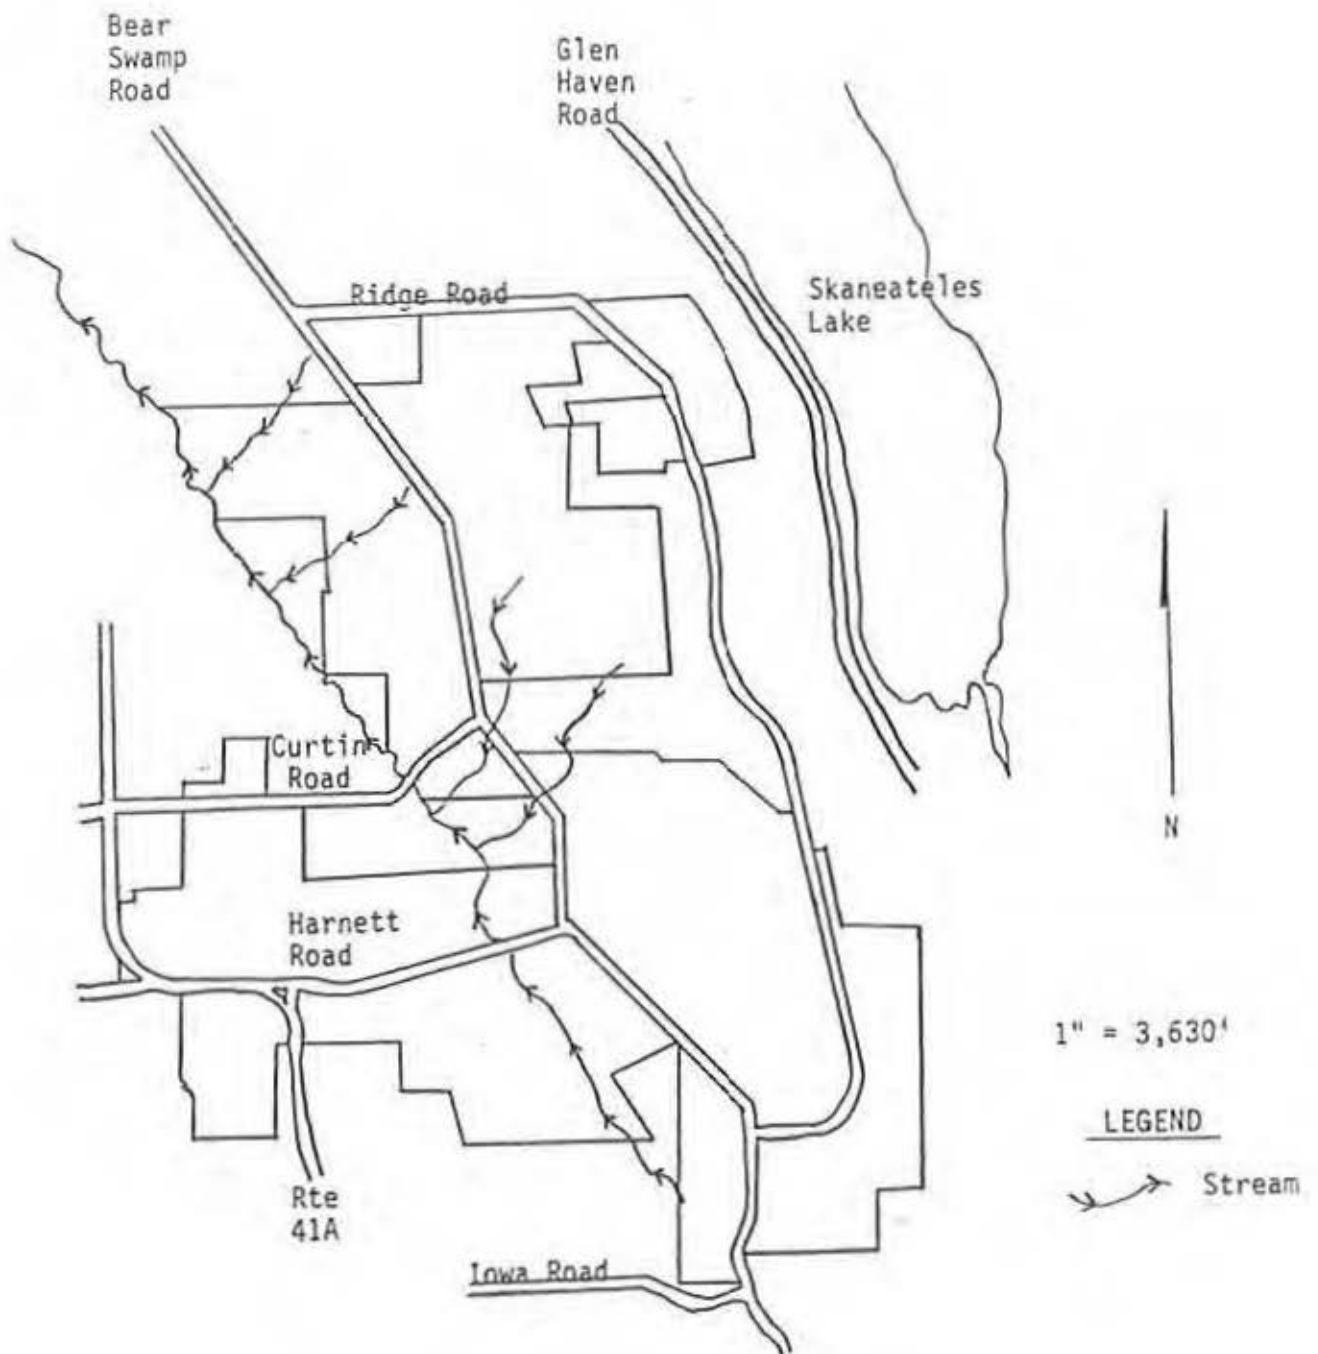 Bear
Swamp
Road
Glen
Haven
Road
Skaneateles
Lake
Ridge Road
Curtin
Road
Harnett
Road
N
1" = 3,630'
LEGEND
Stream
Rte
41A
Iowa Road